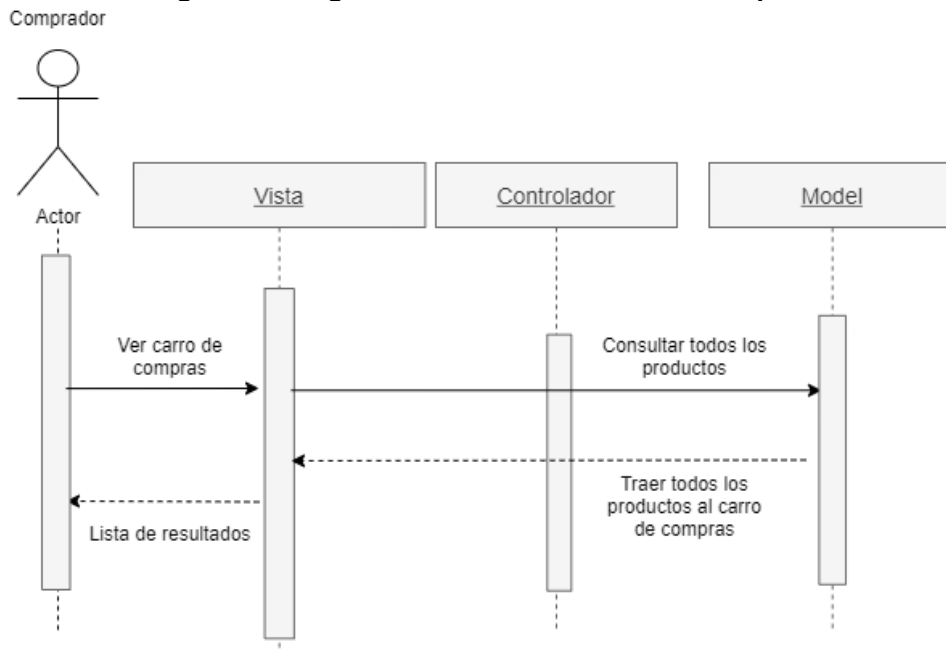 Comprador
Actor
Vista
Controlador
Model
Ver carro de
compras
Consultar todos los
productos
Traer todos los
productos al carro
de compras
Lista de resultados